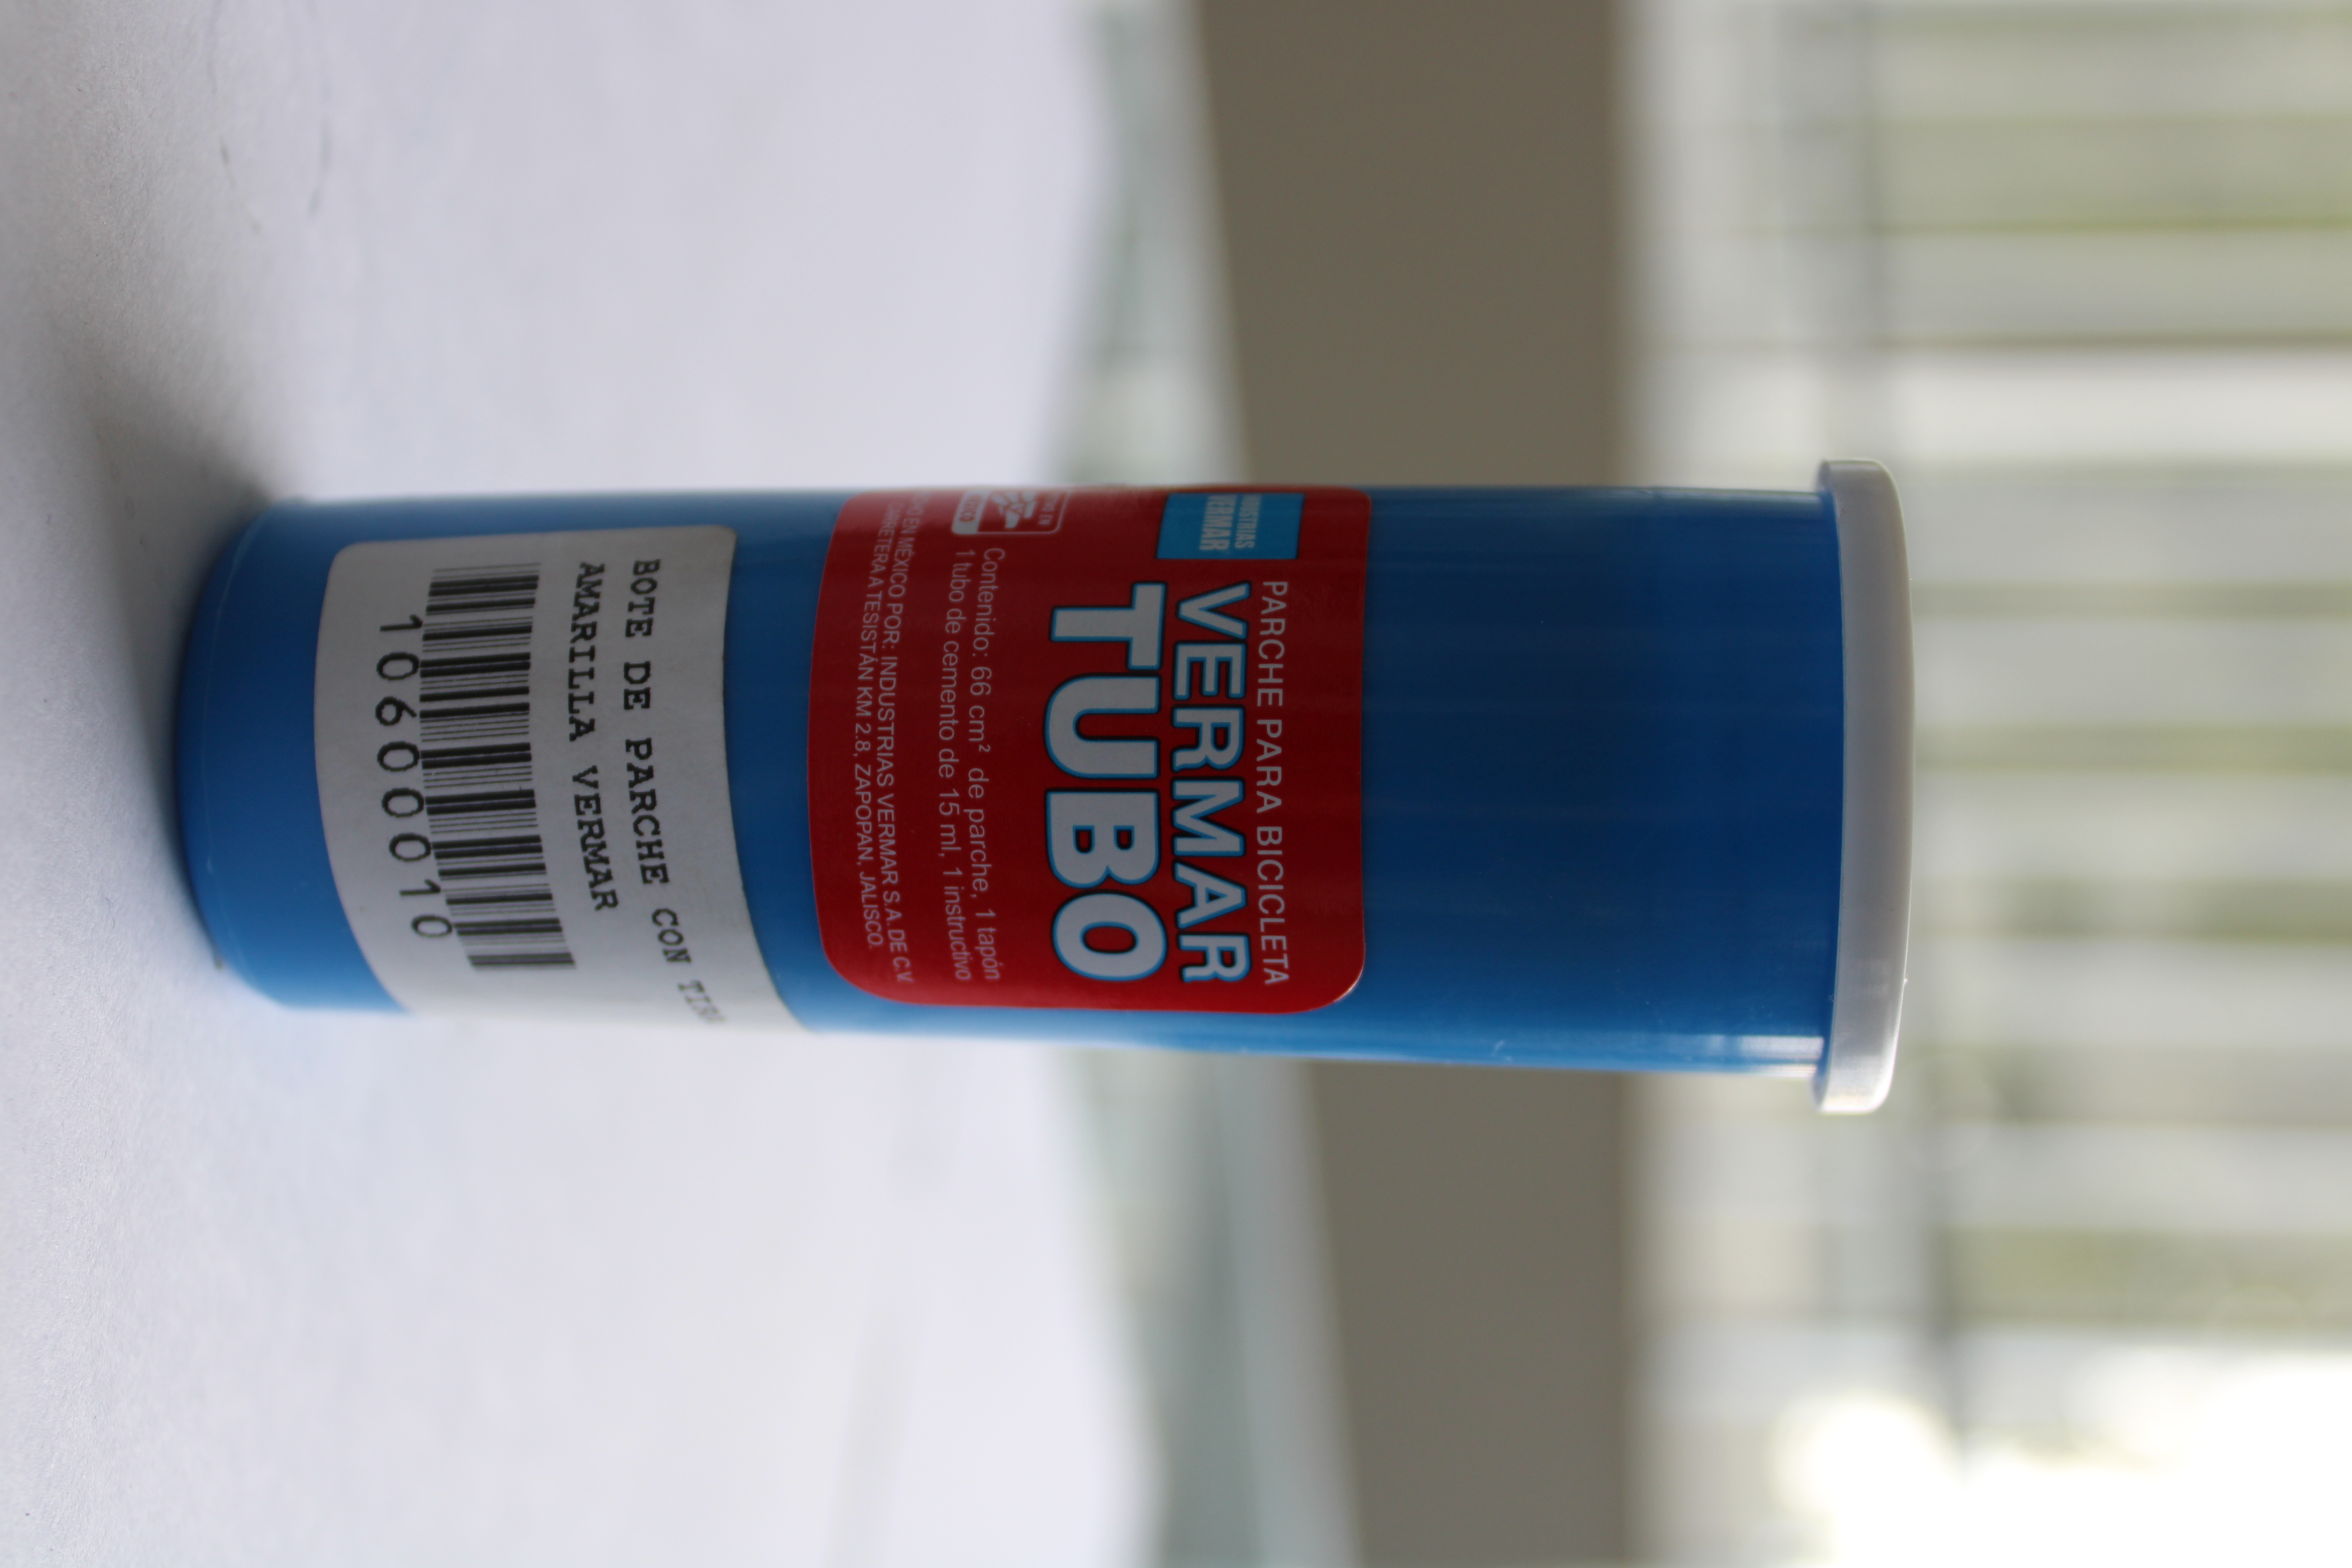 PARCHE PARA BICICLETA
INDUSTRIAS
VERMAR
VERMAR
TUBO
Contenido: 66 cm² de parche, 1 tapón
1 tubo de cemento de 15 ml, 1 instructivo
EN MÉXICO POR: INDUSTRIAS VERMAR S.A. DE C.V.
CARRETERA A TESISTÁN KM 2.8, ZAPOPAN, JALISCO.
BOTE DE PARCHE CON
AMARILLA VERMAR
10600010